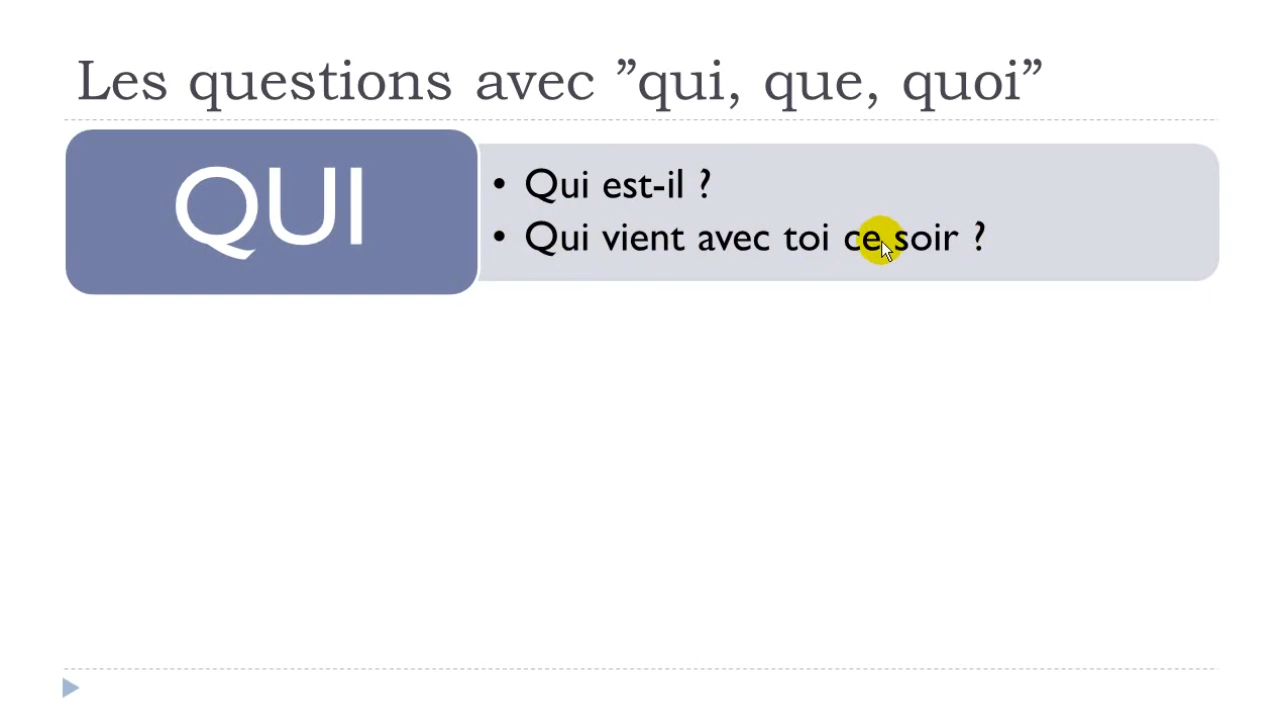 Les questions avec ”qui, que, quoi”
QUI
• Qui est-il ?
• Qui vient avec toi ce soir ?